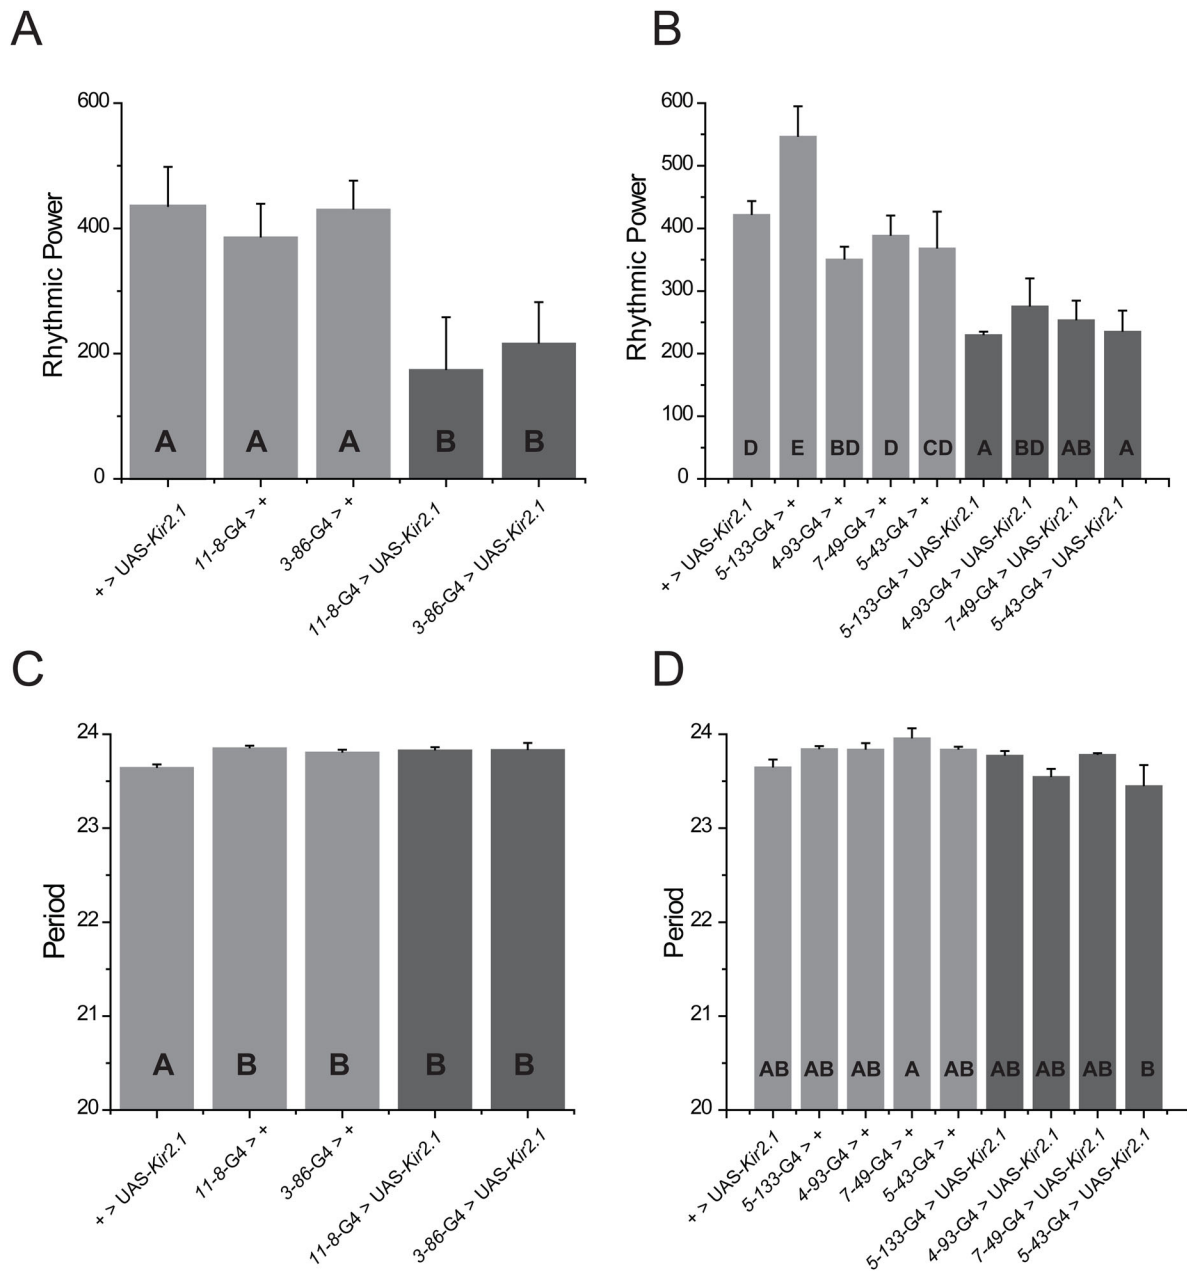 A
Rhythmic Power
600
400
200
0
A
A
A
B
B
+ > UAS-Kir2.1
11-8-G4 > +
3-86-G4 > +
11-8-G4 > UAS-Kir2.1
3-86-G4 > UAS-Kir2.1
B
Rhythmic Power
600
500
400
300
200
100
0
D
E
BD
D
CD
A
BD
AB
A
+ > UAS-Kir2.1
5-133-G4 > +
4-93-G4 > +
7-49-G4 > +
5-43-G4 > +
5-133-G4 > UAS-Kir2.1
4-93-G4 > UAS-Kir2.1
7-49-G4 > UAS-Kir2.1
5-43-G4 > UAS-Kir2.1
C
Period
24
23
22
21
20
A
B
B
B
B
+ > UAS-Kir2.1
11-8-G4 > +
3-86-G4 > +
11-8-G4 > UAS-Kir2.1
3-86-G4 > UAS-Kir2.1
D
Period
24
23
22
21
20
AB
AB
AB
A
AB
AB
AB
AB
B
+ > UAS-Kir2.1
5-133-G4 > +
4-93-G4 > +
7-49-G4 > +
5-43-G4 > +
5-133-G4 > UAS-Kir2.1
4-93-G4 > UAS-Kir2.1
7-49-G4 > UAS-Kir2.1
5-43-G4 > UAS-Kir2.1